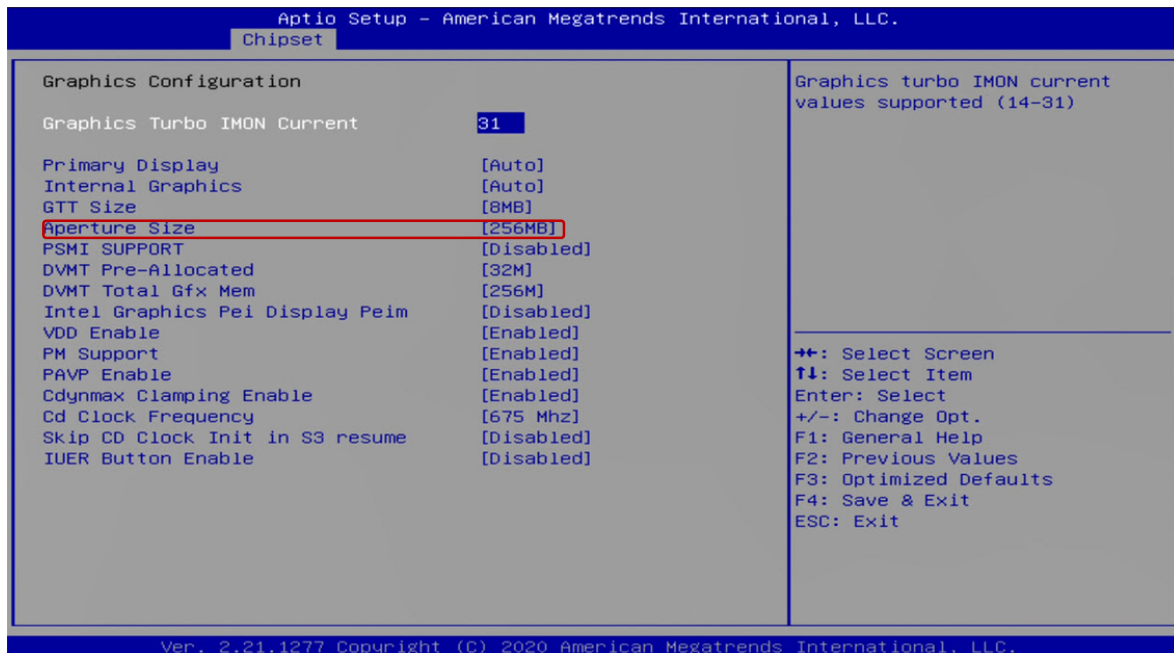 Aptio Setup – American Megatrends International, LLC.
Chipset
Graphics Configuration
Graphics Turbo IMON Current 31
Primary Display [Auto]
Internal Graphics [Auto]
GTT Size [8MB]
Aperture Size [256MB]
PSMI SUPPORT [Disabled]
DVMT Pre-Allocated [32M]
DVMT Total Gfx Mem [256M]
Intel Graphics Pei Display Peim [Disabled]
VDD Enable [Enabled]
PM Support [Enabled]
PAVP Enable [Enabled]
Cdynmax Clamping Enable [Enabled]
Cd Clock Frequency [675 Mhz]
Skip CD Clock Init in S3 resume [Disabled]
IUER Button Enable [Disabled]
Graphics turbo IMON current
values supported (14-31)
→←: Select Screen
↑↓: Select Item
Enter: Select
+/-: Change Opt.
F1: General Help
F2: Previous Values
F3: Optimized Defaults
F4: Save & Exit
ESC: Exit
Ver. 2.21.1277 Copyright (C) 2020 American Megatrends International, LLC.